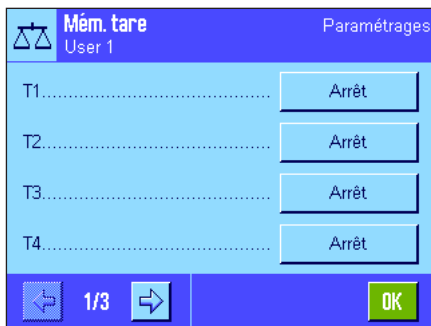 Mém. tare
Paramétrages
User 1
T1........................................ Arrêt
T2........................................ Arrêt
T3........................................ Arrêt
T4........................................ Arrêt
1/3
OK